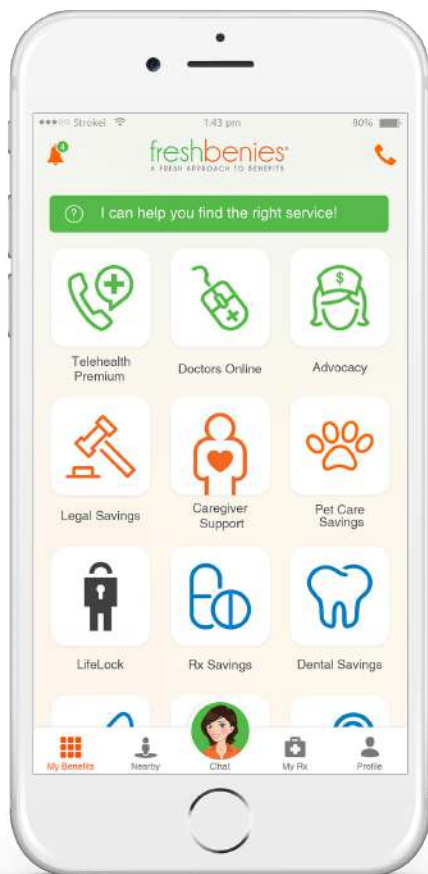 Strokel 1:43 pm 80%
4
freshbenies®
A FRESH APPROACH TO BENEFITS
? I can help you find the right service!
$
Telehealth
Premium
Doctors Online
Advocacy
Legal Savings
Caregiver
Support
Pet Care
Savings
LifeLock
Rx Savings
Dental Savings
My Benefits
Nearby
Chat
My Rx
Profile